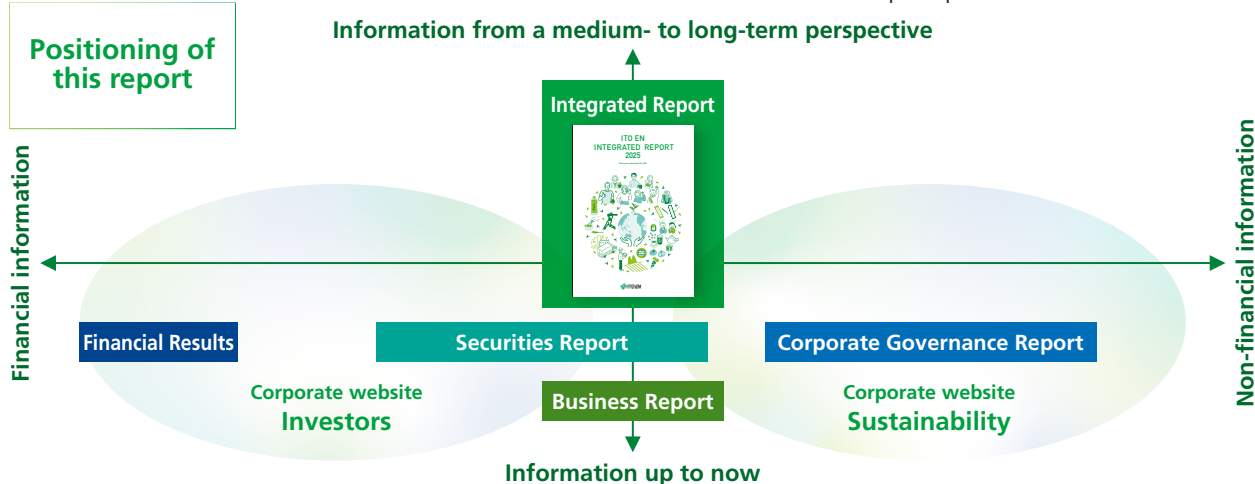 Information from a medium- to long-term perspective
Positioning of
this report
Integrated Report
ITO EN
INTEGRATED REPORT
2025
Financial information
Non-financial information
Financial Results
Securities Report
Corporate Governance Report
Corporate website
Investors
Business Report
Corporate website
Sustainability
Information up to now